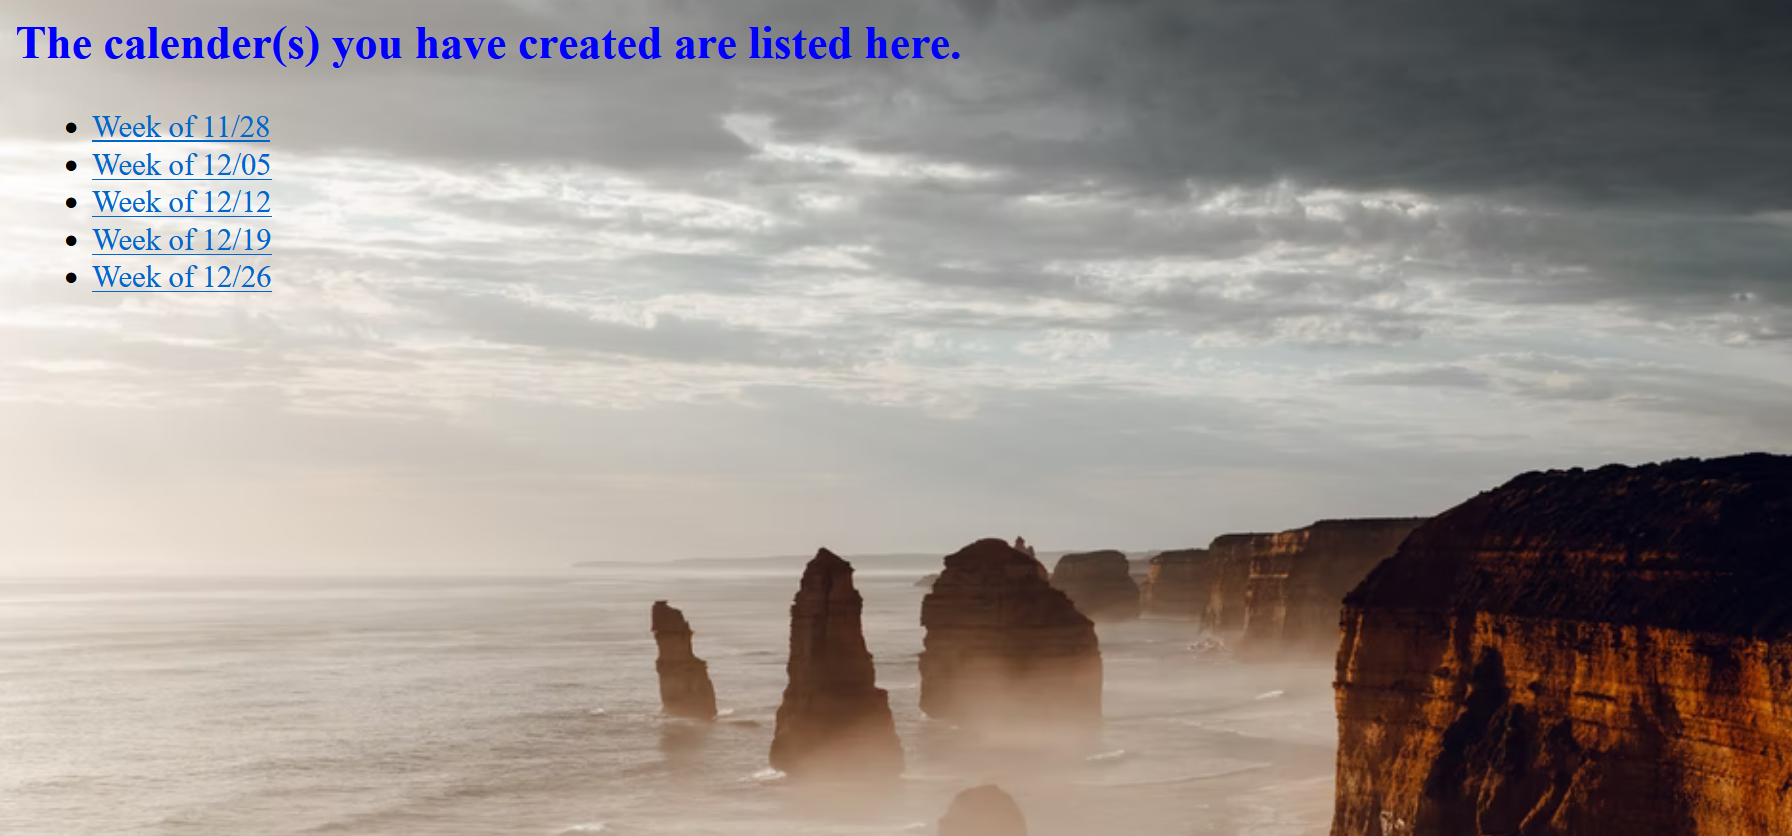 The calender(s) you have created are listed here.
Week of 11/28
Week of 12/05
Week of 12/12
Week of 12/19
Week of 12/26